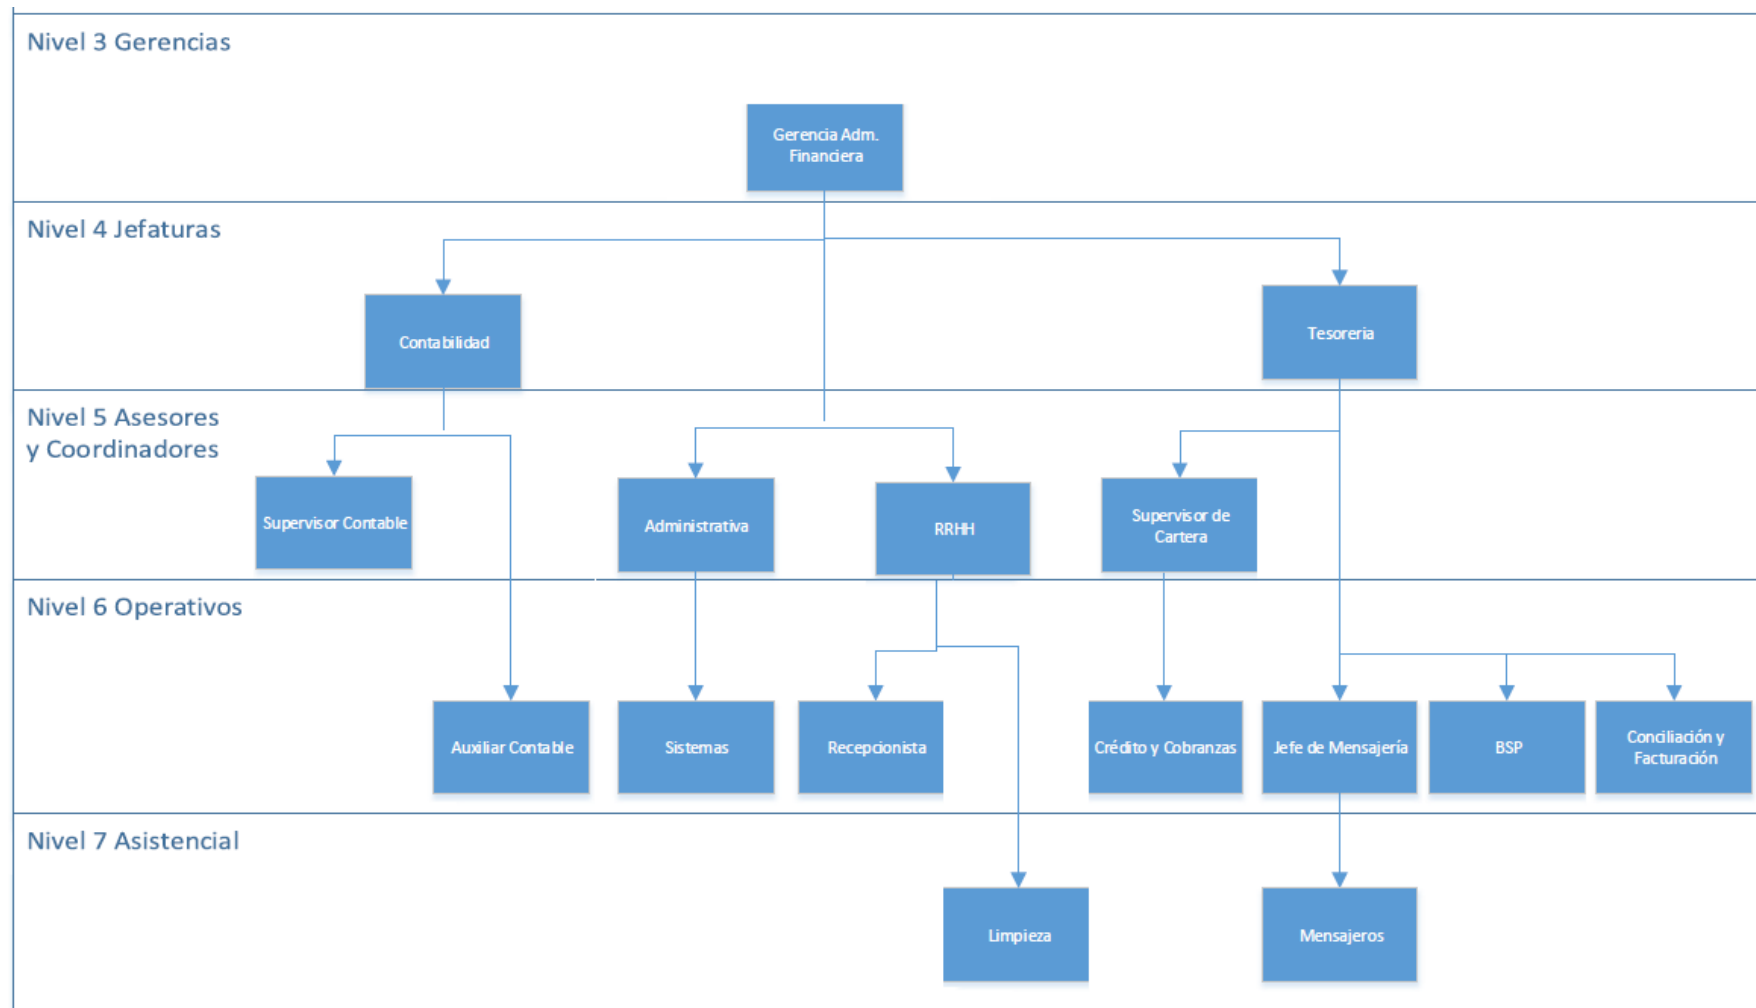 Nivel 3 Gerencias
Gerencia Adm.
Financiera
Nivel 4 Jefaturas
Contabilidad
Tesoreria
Nivel 5 Asesores
y Coordinadores
Supervisor Contable
Administrativa
RRHH
Supervisor de
Cartera
Nivel 6 Operativos
Auxiliar Contable
Sistemas
Recepcionista
Crédito y Cobranzas
Jefe de Mensajería
BSP
Conciliación y
Facturación
Nivel 7 Asistencial
Limpieza
Mensajeros